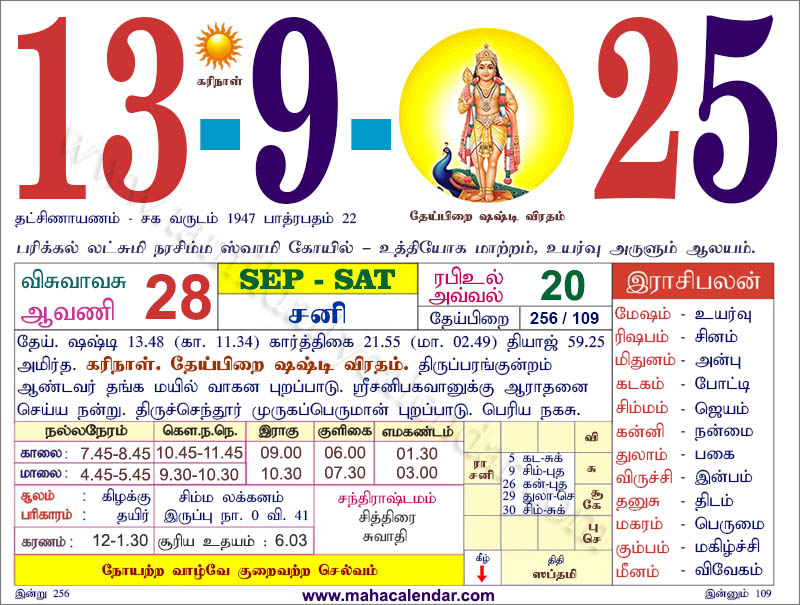 13-9-25
கரிநாள்
தட்சிணாயணம் - சக வருடம் 1947 பாத்ரபதம் 22
தேய்பிறை ஷஷ்டி விரதம்
பரிக்கல் லட்சுமி நரசிம்ம ஸ்வாமி கோயில் – உத்தியோக மாற்றம், உயர்வு அருளும் ஆலயம்.
விசுவாவசு
ஆவணி 28
SEP - SAT
சனி
ரபிஉல் அவ்வல் 20
தேய்பிறை 256 / 109
தேய். ஷஷ்டி 13.48 (கா. 11.34) கார்த்திகை 21.55 (மா. 02.49) தியாஜ் 59.25
அமிர்த. கரிநாள். தேய்பிறை ஷஷ்டி விரதம். திருப்பரங்குன்றம்
ஆண்டவர் தங்க மயில் வாகன புறப்பாடு. ஸ்ரீசனிபகவானுக்கு ஆராதனை
செய்ய நன்று. திருச்செந்தூர் முருகப்பெருமான் புறப்பாடு. பெரிய நகசு.
நல்லநேரம் கௌ.ந.நெ. இராகு குளிகை எமகண்டம்
காலை: 7.45-8.45 10.45-11.45 09.00 06.00 01.30
மாலை: 4.45-5.45 9.30-10.30 10.30 07.30 03.00
சூலம் : கிழக்கு
பரிகாரம் : தயிர்
சிம்ம லக்கனம்
இருப்பு நா. 0 வி. 41
சந்திராஷ்டமம்
சித்திரை
சுவாதி
கரணம்: 12-1.30 சூரிய உதயம் : 6.03
நோயற்ற வாழ்வே குறைவற்ற செல்வம்
ரா
சனி
5 கட-சுக்
9 சிம்-புத
26 கன்-புத
29 துலா-செ
30 சிம்-சுக்
வி
சு
சூ
கே
பு
செ
கீழ்
திதி
ஸப்தமி
இராசிபலன்
மேஷம் - உயர்வு
ரிஷபம் - சினம்
மிதுனம் - அன்பு
கடகம் - போட்டி
சிம்மம் - ஜெயம்
கன்னி - நன்மை
துலாம் - பகை
விருச்சி - இன்பம்
தனுசு - திடம்
மகரம் - பெருமை
கும்பம் - மகிழ்ச்சி
மீனம் - விவேகம்
இன்று 256
www.mahacalendar.com
இன்னும் 109